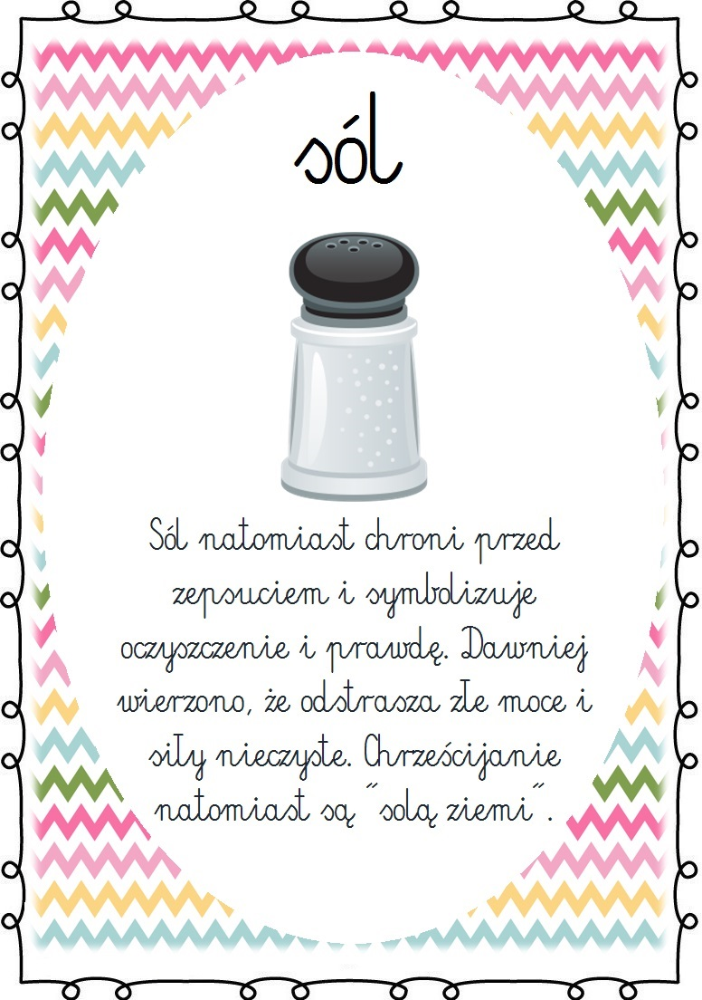 sól
Sól natomiast chroni przed
zepsuciem i symbolizuje
oczyszczenie i prawdę. Dawniej
wierzono, że odstrasza złe moce i
siły nieczyste. Chrześcijanie
natomiast są "solą ziemi".